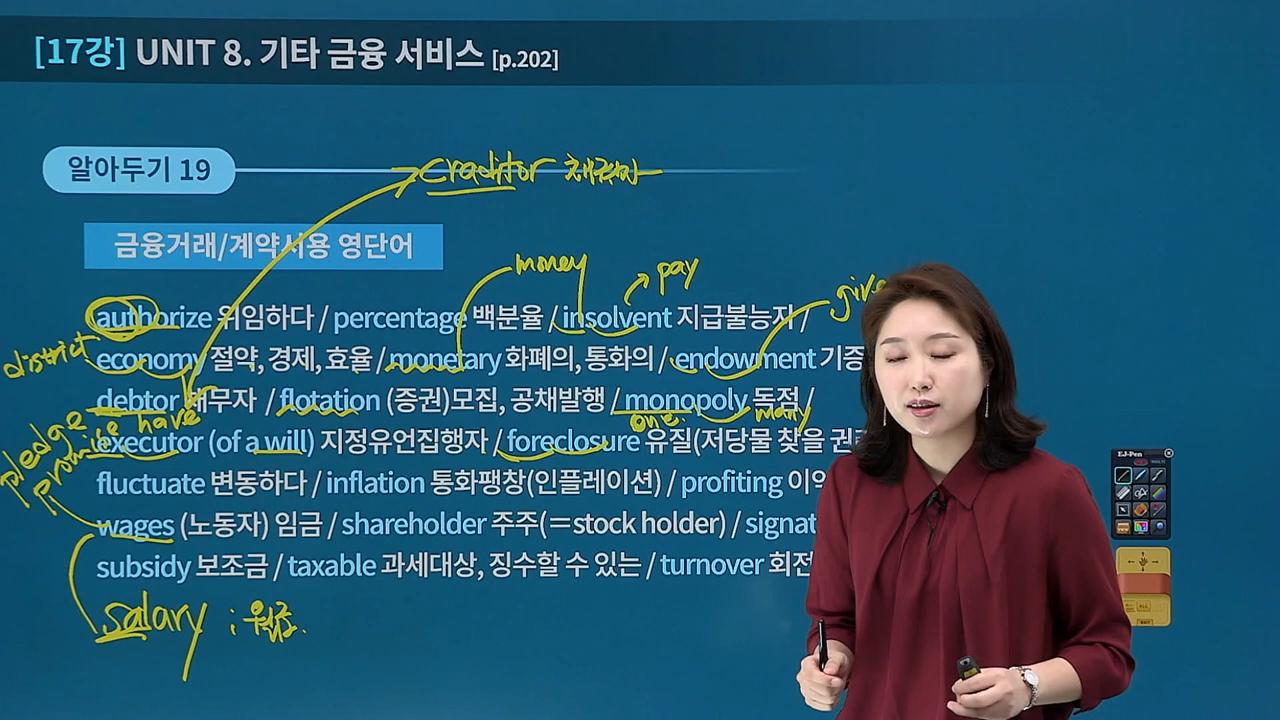 [17강] UNIT 8. 기타 금융 서비스 [p.202]
알아두기 19
creditor 채권자
금융거래/계약서용 영단어
money
pay
give
authorize 위임하다 / percentage 백분율 / insolvent 지급불능자 /
district
economy 절약, 경제, 효율 / monetary 화폐의, 통화의 / endowment 기증
debtor 채무자 / flotation (증권)모집, 공채발행 / monopoly 독점 /
pledge
promise
have
one
many
executor (of a will) 지정유언집행자 / foreclosure 유질(저당물 찾을 권
fluctuate 변동하다 / inflation 통화팽창(인플레이션) / profiting 이익
wages (노동자) 임금 / shareholder 주주(=stock holder) / signat
subsidy 보조금 / taxable 과세대상, 징수할 수 있는 / turnover 회전
salary ; 월급.
EJ-Pen